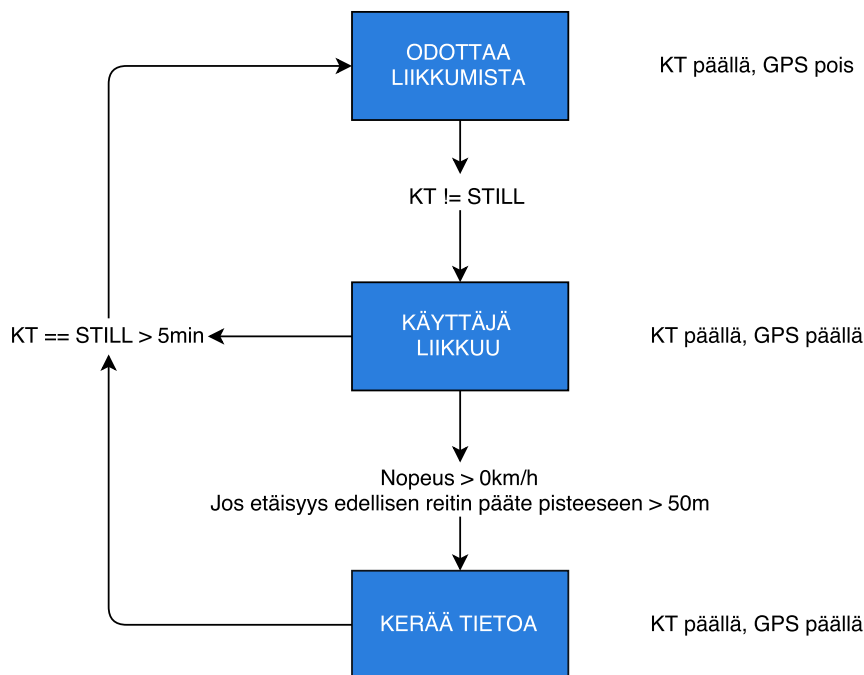 ODOTTAA
LIIKKUMISTA
KT päällä, GPS pois
KT != STILL
KÄYTTÄJÄ
LIIKKUU
KT päällä, GPS päällä
KT == STILL > 5min
Nopeus > 0km/h
Jos etäisyys edellisen reitin pääte pisteeseen > 50m
KERÄÄ TIETOA
KT päällä, GPS päällä